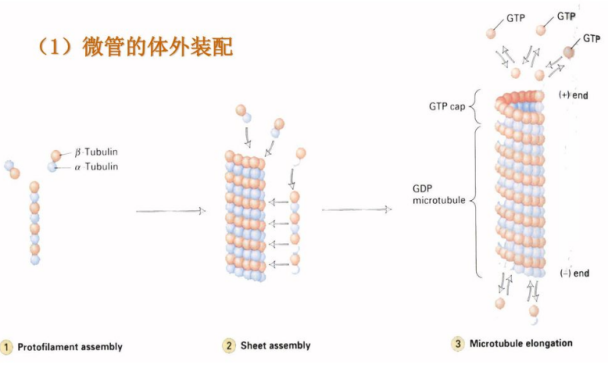 (1) 微管的体外装配
GTP
GTP
GTP
(+) end
GTP cap
β Tubulin
α Tubulin
GDP
microtubule
(−) end
1 Protofilament assembly
2 Sheet assembly
3 Microtubule elongation